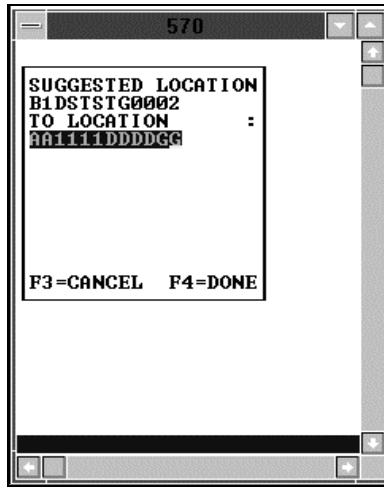 570
SUGGESTED LOCATION
B1DSTSTG0002
TO LOCATION :
AA1111DDDDGG
F3=CANCEL F4=DONE